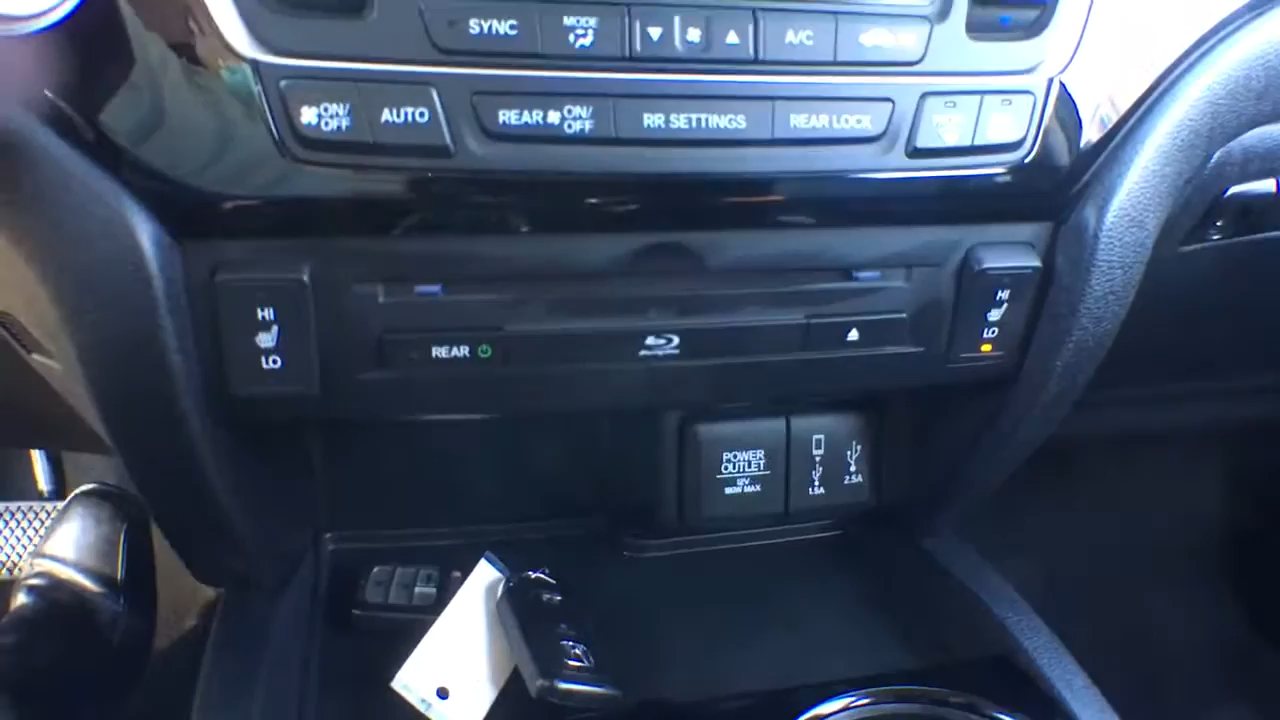 SYNC
MODE
A/C
ON/
OFF
AUTO
REAR ON/
OFF
RR SETTINGS
REAR LOCK
HI
LO
REAR
HI
LO
POWER
OUTLET
12V
180W MAX
1.5A
2.5A